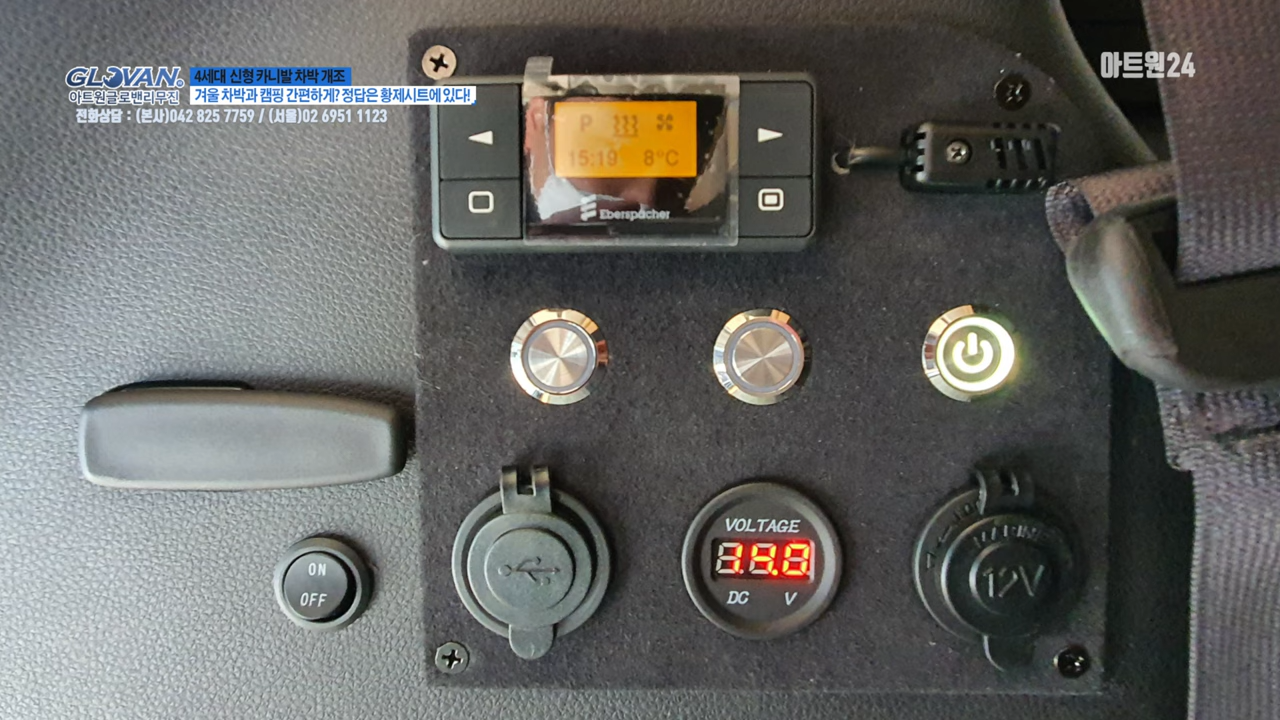 GLOVAN®
아트원글로밴리무진
4세대 신형 카니발 차박 개조
겨울 차박과 캠핑 간편하게? 정답은 황제시트에 있다!
전화상담 : (본사)042 825 7759 / (서울)02 6951 1123
아트원24
P
15:19 8°C
Eberspächer
VOLTAGE
DC V
MARINE
12V
ON
OFF